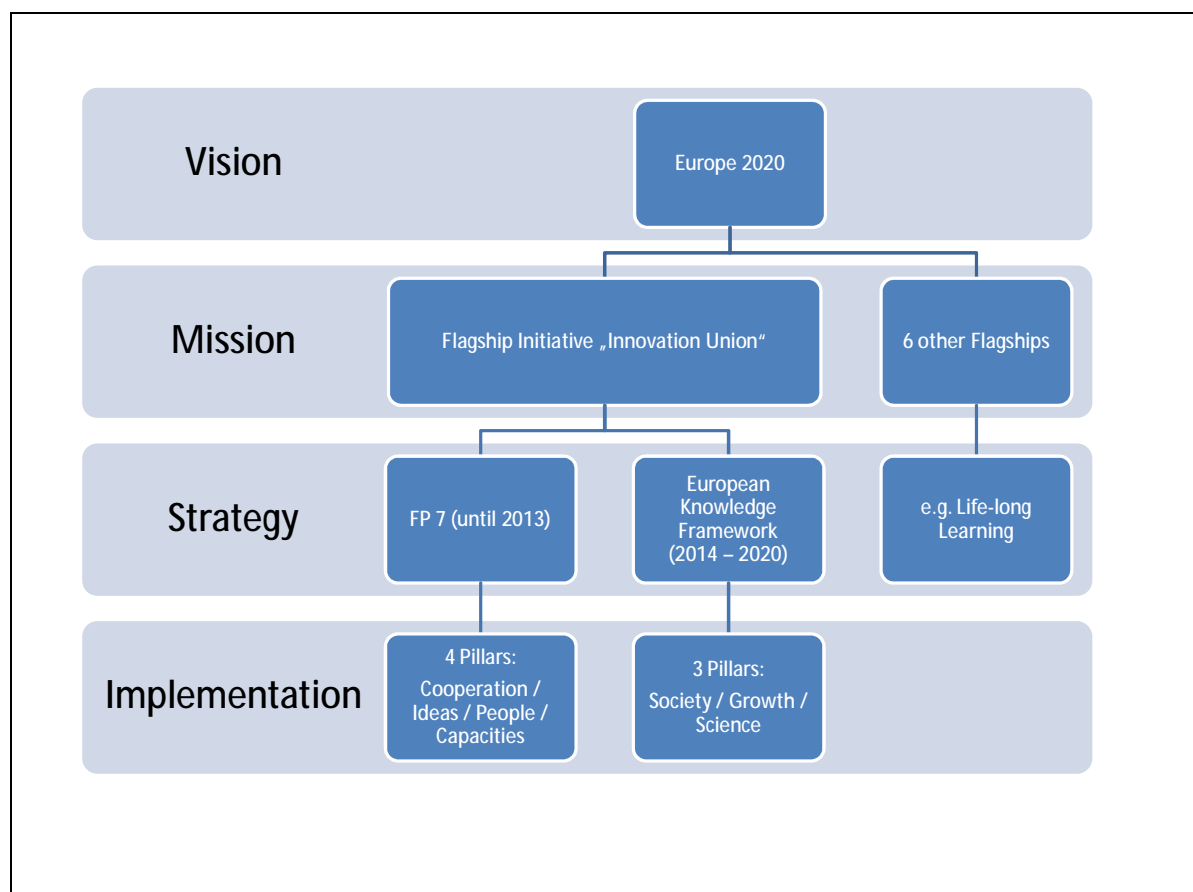 Vision
Europe 2020
Mission
Flagship Initiative „Innovation Union“
6 other Flagships
Strategy
FP 7 (until 2013)
European
Knowledge
Framework
(2014 – 2020)
e.g. Life-long
Learning
Implementation
4 Pillars:
Cooperation /
Ideas / People /
Capacities
3 Pillars:
Society / Growth /
Science